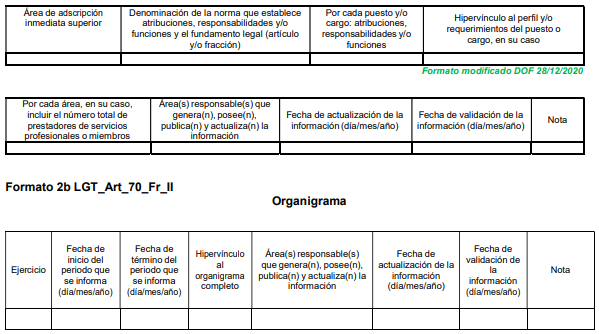 Área de adscripción
inmediata superior
Denominación de la norma que establece
atribuciones, responsabilidades y/o
funciones y el fundamento legal (artículo
y/o fracción)
Por cada puesto y/o
cargo: atribuciones,
responsabilidades y/o
funciones
Hipervínculo al perfil y/o
requerimientos del puesto o
cargo, en su caso
Formato modificado DOF 28/12/2020
Por cada área, en su caso,
incluir el número total de
prestadores de servicios
profesionales o miembros
Área(s) responsable(s) que
genera(n), posee(n),
publica(n) y actualiza(n) la
información
Fecha de actualización de la
información (día/mes/año)
Fecha de validación de la
información (día/mes/año)
Nota
Formato 2b LGT_Art_70_Fr_II
Organigrama
Ejercicio
Fecha de
inicio del
periodo que
se informa
(día/mes/año)
Fecha de
término del
periodo que
se informa
(día/mes/año)
Hipervínculo
al
organigrama
completo
Área(s) responsable(s)
que genera(n), posee(n),
publica(n) y actualiza(n) la
información
Fecha de
actualización de la
información
(día/mes/año)
Fecha de
validación de
la
información
(día/mes/año)
Nota